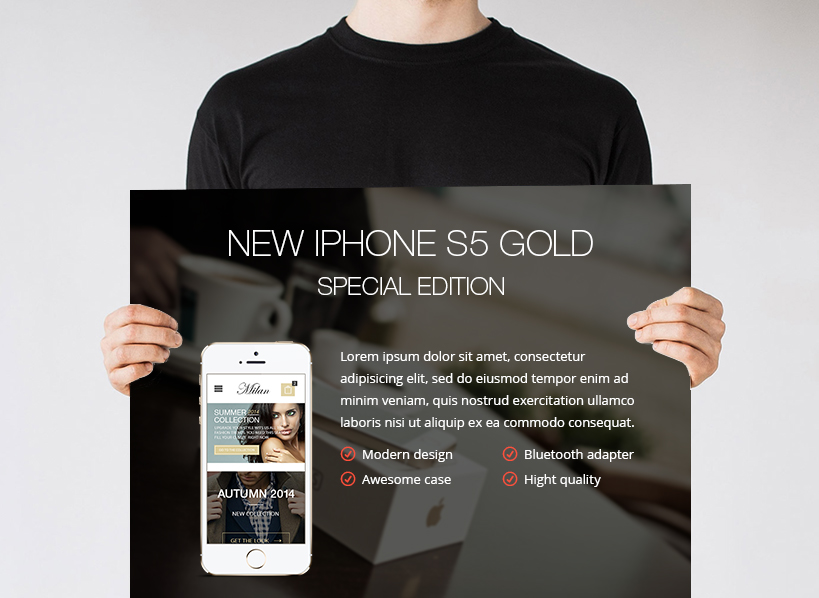 NEW IPHONE S5 GOLD
SPECIAL EDITION
Lorem ipsum dolor sit amet, consectetur
adipisicing elit, sed do eiusmod tempor enim ad
minim veniam, quis nostrud exercitation ullamco
laboris nisi ut aliquip ex ea commodo consequat.
Modern design
Bluetooth adapter
Awesome case
Hight quality
Milan
2
SUMMER 2014
COLLECTION
AUTUMN 2014
NEW COLLECTION
GET THE LOOK